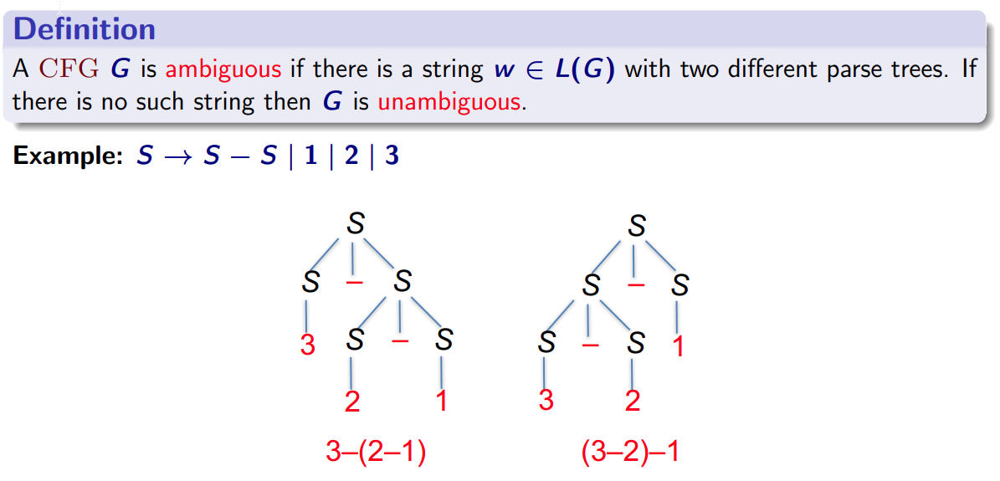 Definition
A CFG G is ambiguous if there is a string w ∈ L(G) with two different parse trees. If
there is no such string then G is unambiguous.
Example: S → S – S | 1 | 2 | 3
S S
S – S S – S
3 S – S S – S 1
2 1 3 2
3–(2–1) (3–2)–1